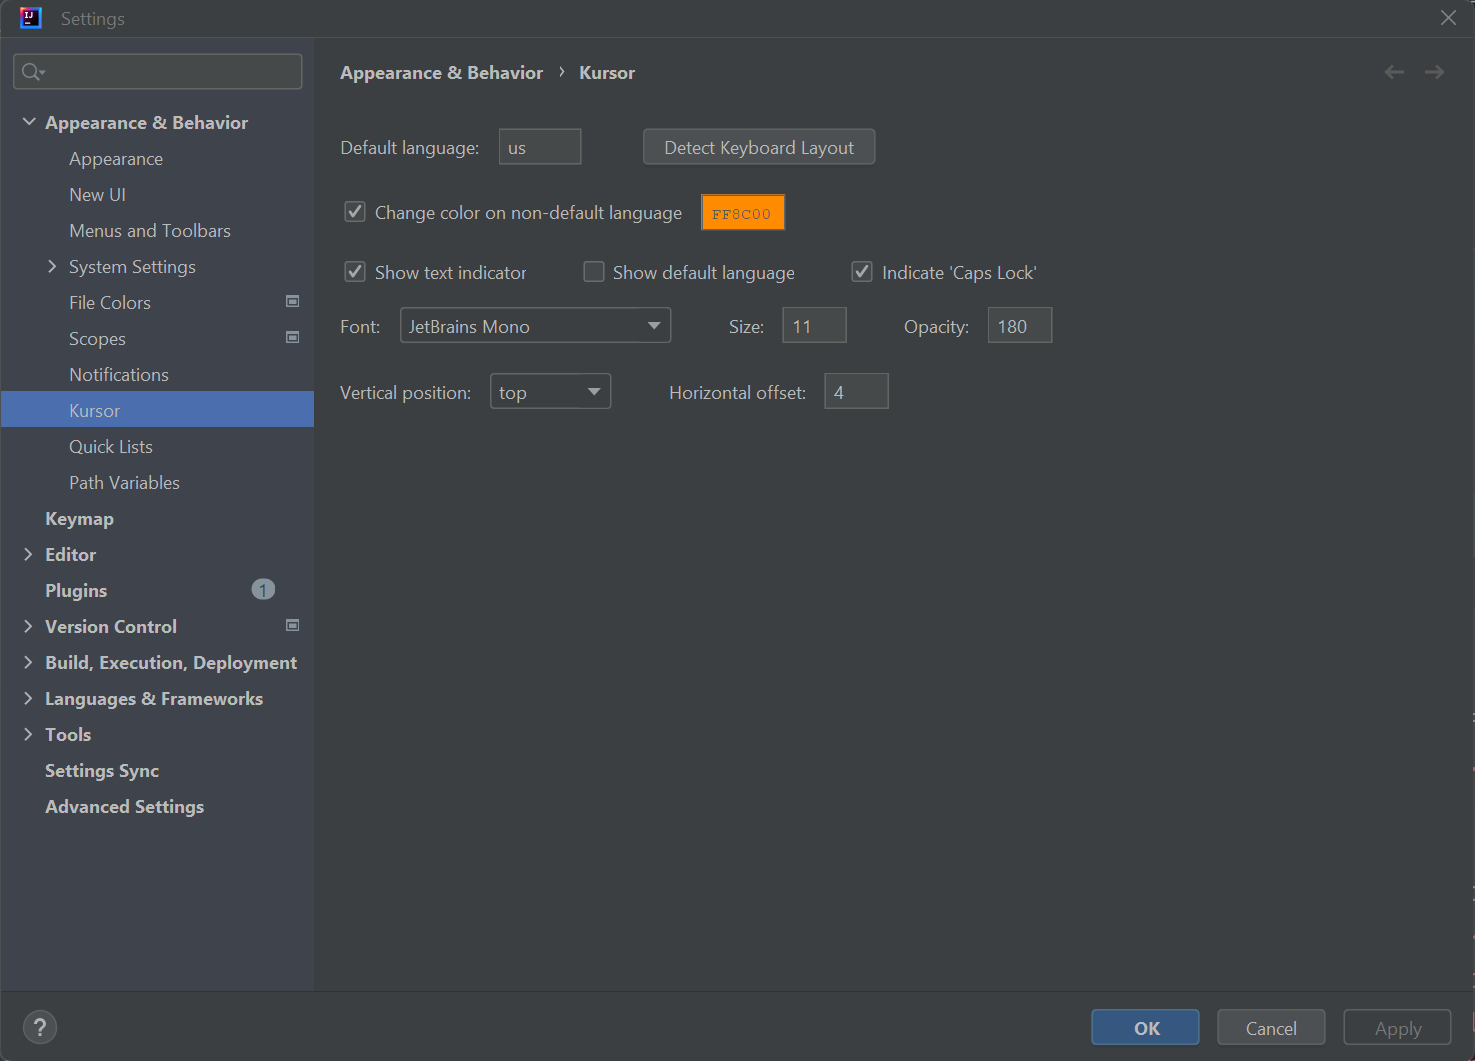 Settings
Appearance & Behavior
Appearance
New UI
Menus and Toolbars
System Settings
File Colors
Scopes
Notifications
Kursor
Quick Lists
Path Variables
Keymap
Editor
Plugins 1
Version Control
Build, Execution, Deployment
Languages & Frameworks
Tools
Settings Sync
Advanced Settings
Appearance & Behavior › Kursor
Default language: us Detect Keyboard Layout
Change color on non-default language FF8C00
Show text indicator Show default language Indicate 'Caps Lock'
Font: JetBrains Mono Size: 11 Opacity: 180
Vertical position: top Horizontal offset: 4
? OK Cancel Apply